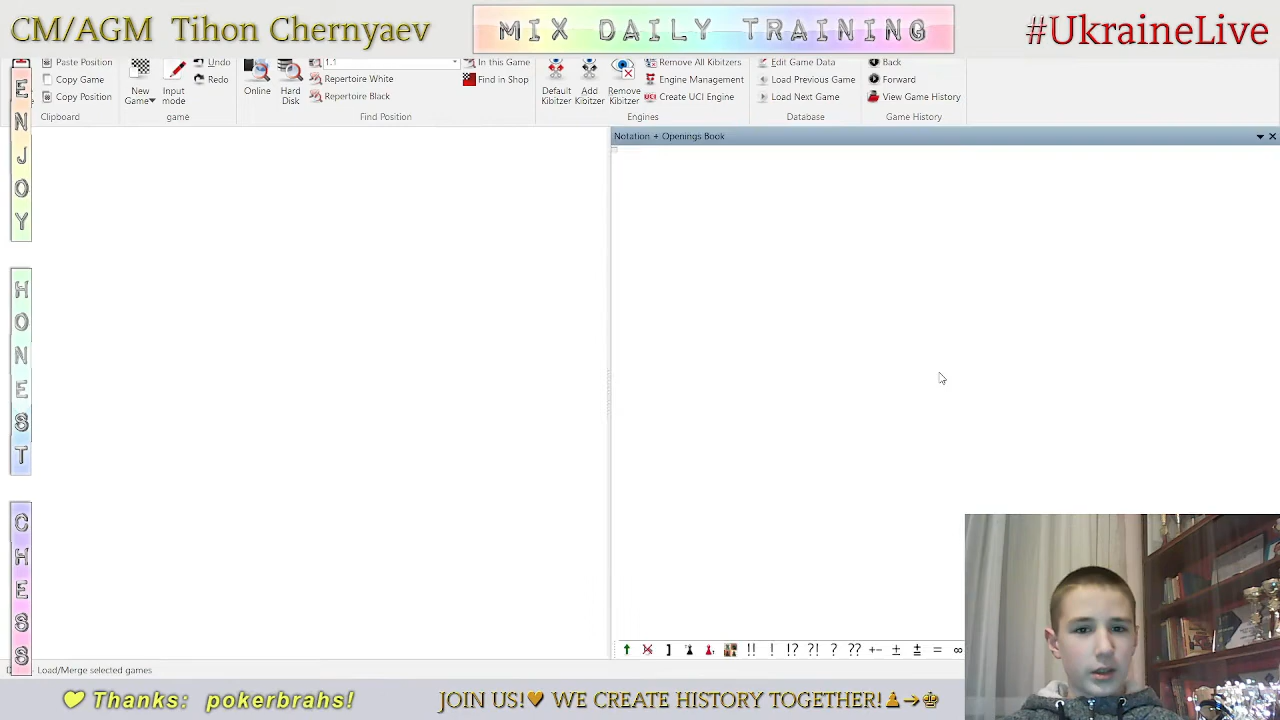 CM/AGM Tihon Chernyaev
MIX DAILY TRAINING
#UkraineLive
Paste Position
Copy Game
Copy Position
Clipboard
New Game
Input mode
Undo
Redo
game
Online
Hard Disk
1.1
Repertoire White
Repertoire Black
In this Game
Find in Shop
Find Position
Default Kibitzer
Add Kibitzer
Remove Kibitzer
Remove All Kibitzers
Engine Management
Create UCI Engine
Engines
Edit Game Data
Load Previous Game
Load Next Game
Database
Back
Forward
View Game History
Game History
Notation + Openings Book
ENJOY
HONEST
CHESS
!! ! !? ?! ? ?? +- ± ± = ∞
Load/Merge selected games
Thanks: pokerbrahs!
JOIN US! WE CREATE HISTORY TOGETHER!